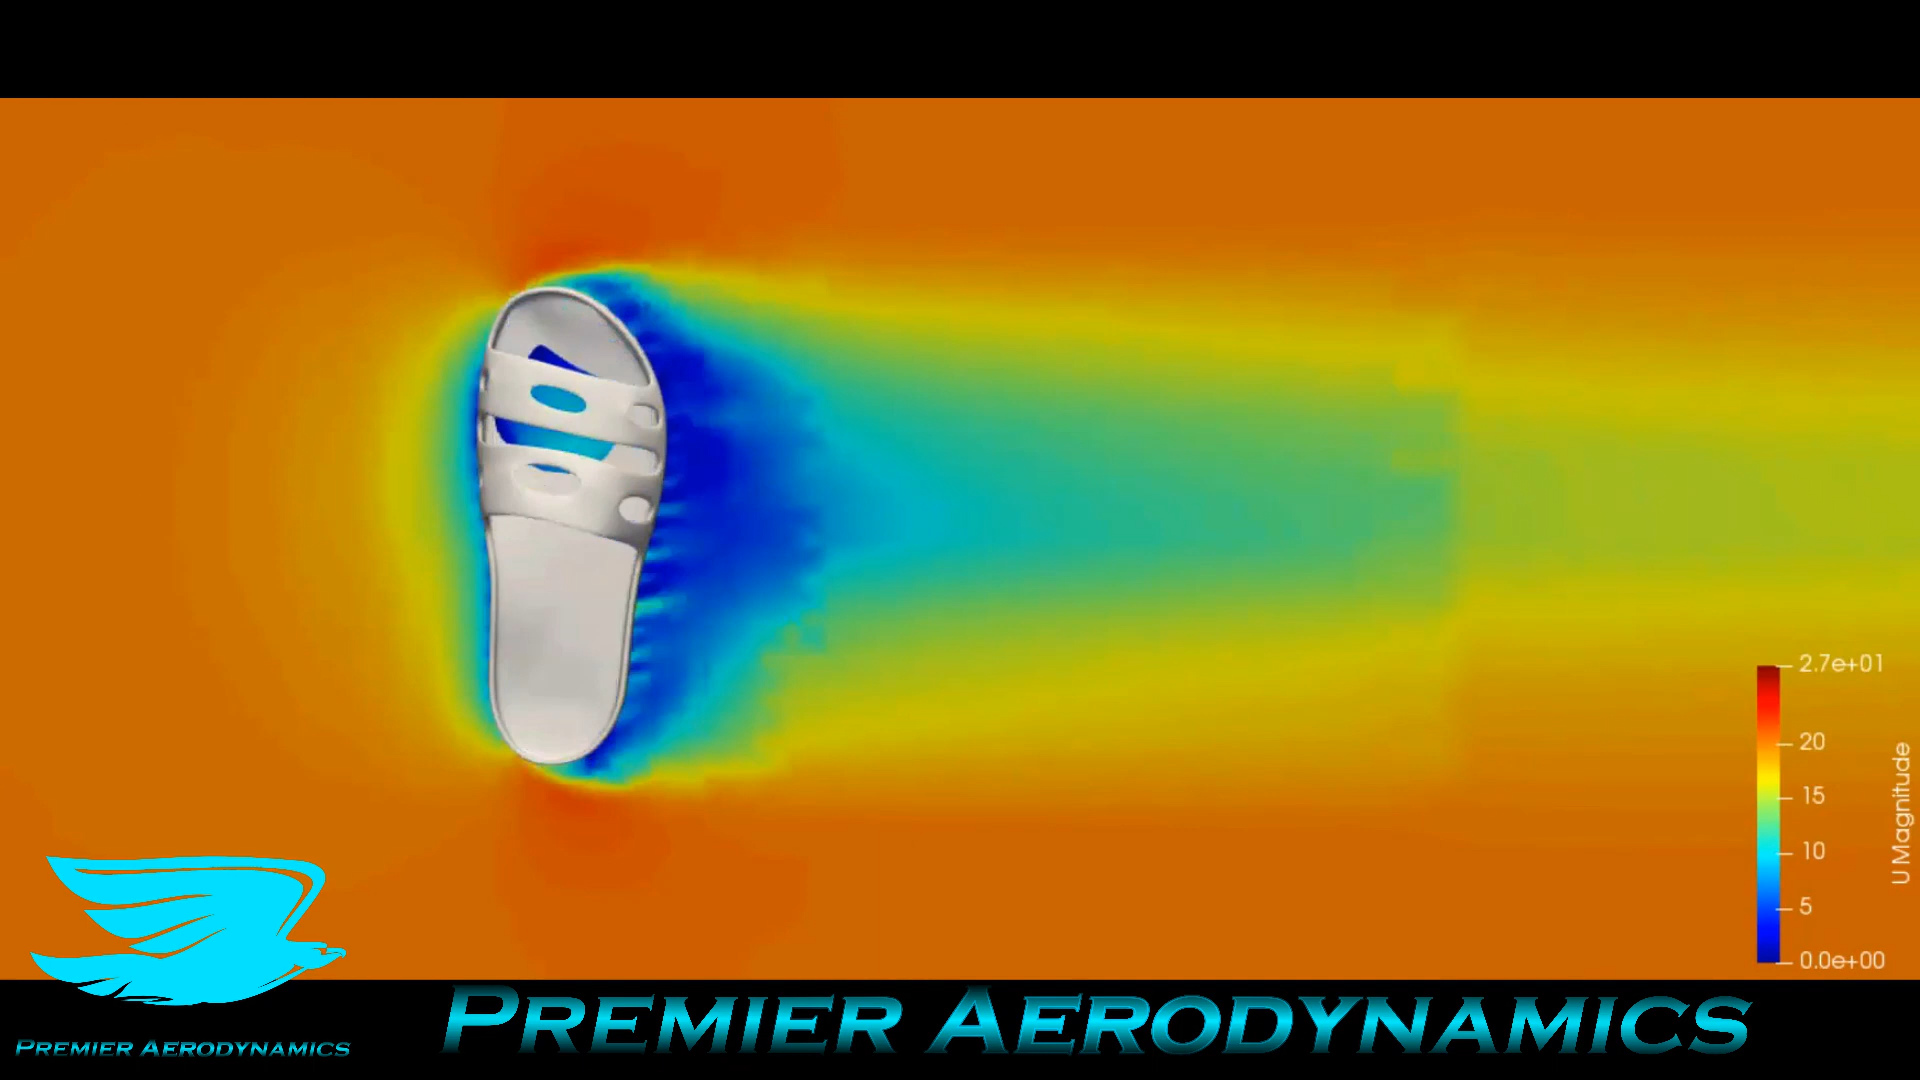 2.7e+01
20
15
10
5
0.0e+00
U Magnitude
PREMIER AERODYNAMICS
PREMIER AERODYNAMICS